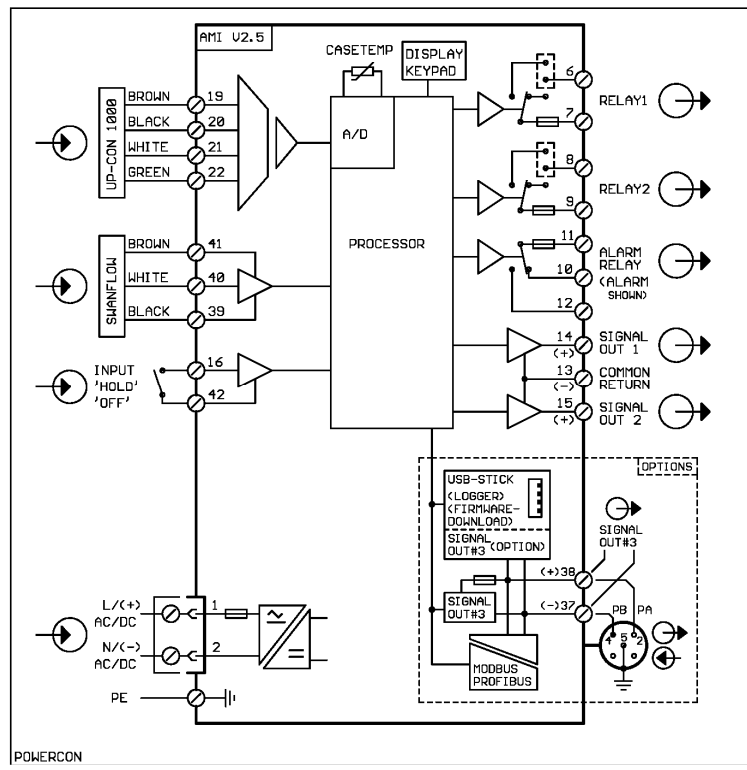 AMI V2.5
CASETEMP
DISPLAY
KEYPAD
A/D
PROCESSOR
UP-CON 1000
BROWN 19
BLACK 20
WHITE 21
GREEN 22
SWANFLOW
BROWN 41
WHITE 40
BLACK 39
INPUT
'HOLD'
'OFF'
16
42
6
RELAY1
7
8
RELAY2
9
11
ALARM
RELAY
10
(ALARM
SHOWN)
12
14
(+)
SIGNAL
OUT 1
13
(-)
COMMON
RETURN
15
(+)
SIGNAL
OUT 2
OPTIONS
USB-STICK
(LOGGER)
(FIRMWARE-
DOWNLOAD)
SIGNAL
OUT#3 (OPTION)
SIGNAL
OUT#3
(+)38
(-)37
SIGNAL
OUT#3
MODBUS
PROFIBUS
PB PA
4 5 2
L/(+)
AC/DC
1
N/(-)
AC/DC
2
PE
POWERCON